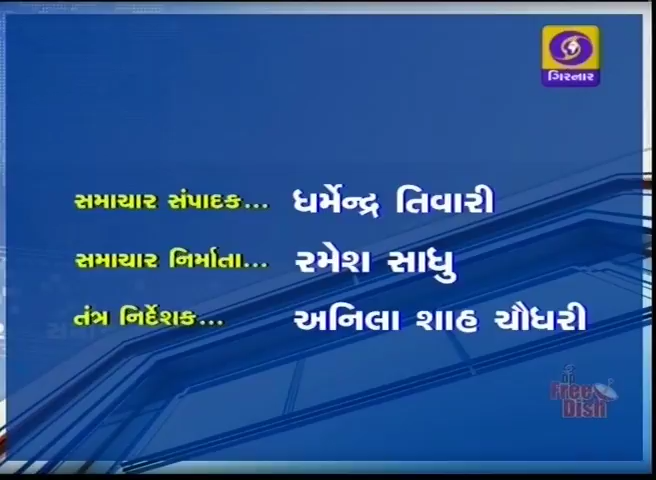 ગિરનાર
સમાચાર સંપાદક... ધર્મેન્દ્ર તિવારી
સમાચાર નિર્માતા... રમેશ સાધુ
તંત્ર નિર્દેશક... અનિલા શાહ ચૌધરી
Free
Dish